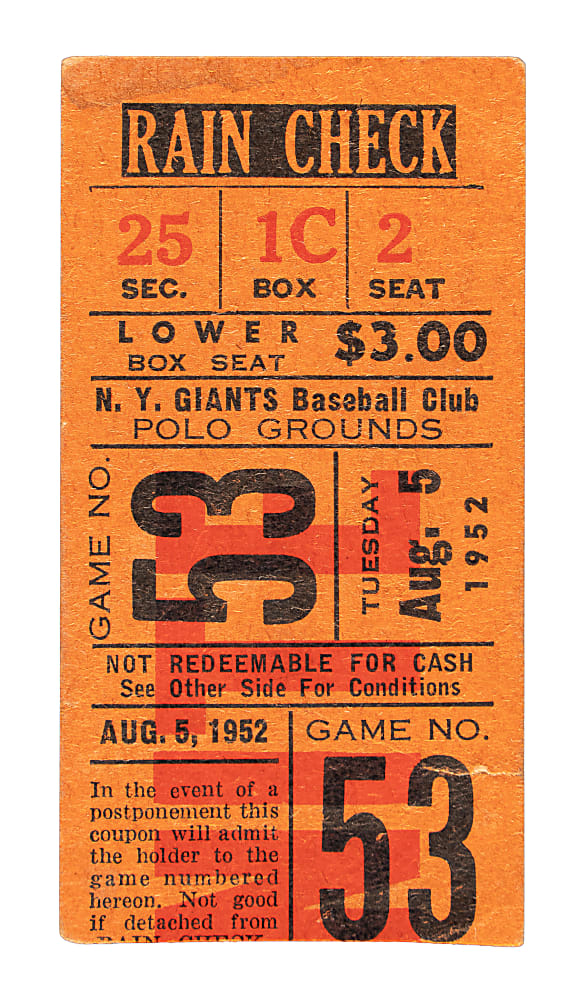 RAIN CHECK
25 1C 2
SEC. BOX SEAT
LOWER $3.00
BOX SEAT
N. Y. GIANTS Baseball Club
POLO GROUNDS
GAME NO.
53
TUESDAY
Aug. 5
1952
NOT REDEEMABLE FOR CASH
See Other Side For Conditions
AUG. 5, 1952
GAME NO.
53
In the event of a
postponement this
coupon will admit
the holder to the
game numbered
hereon. Not good
if detached from
RAIN CHECK